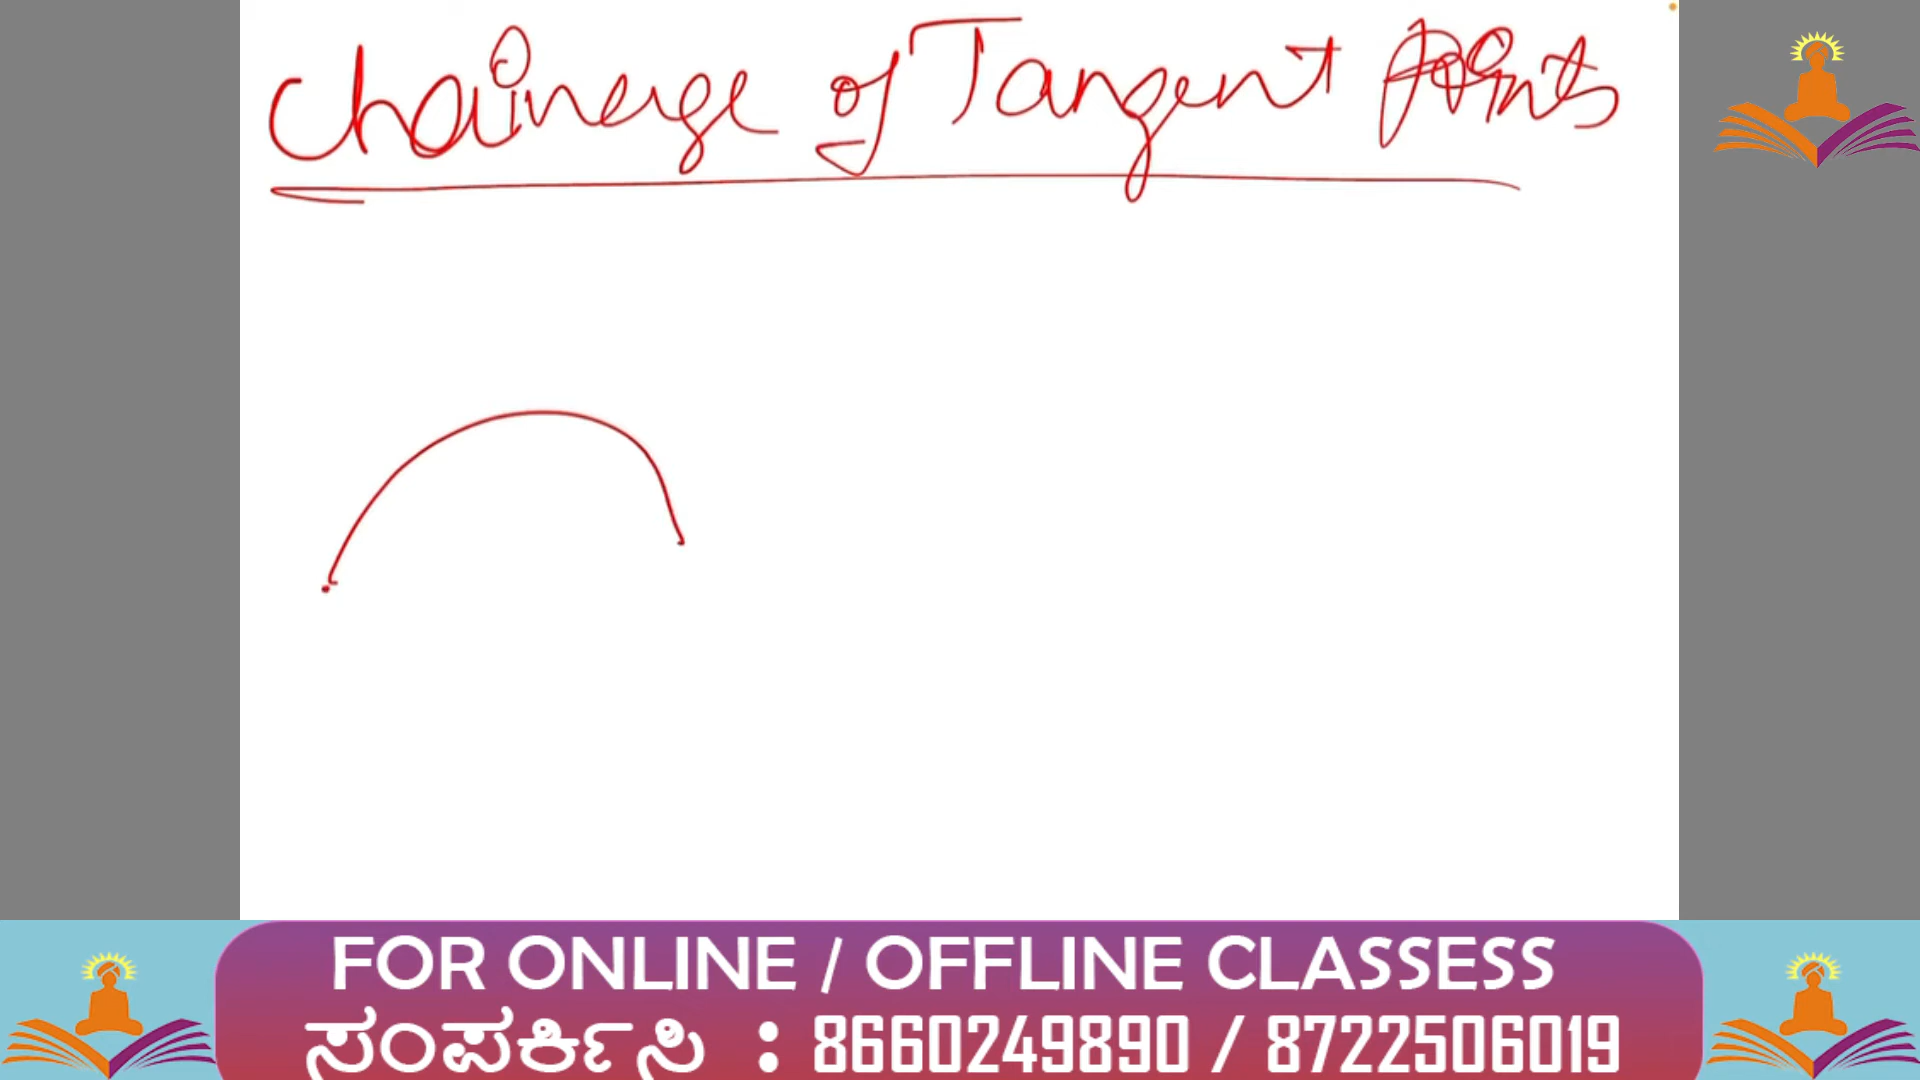 Chainage of Tangent Points
FOR ONLINE / OFFLINE CLASSESS
ಸಂಪರ್ಕಿಸಿ : 8660249890 / 8722506019